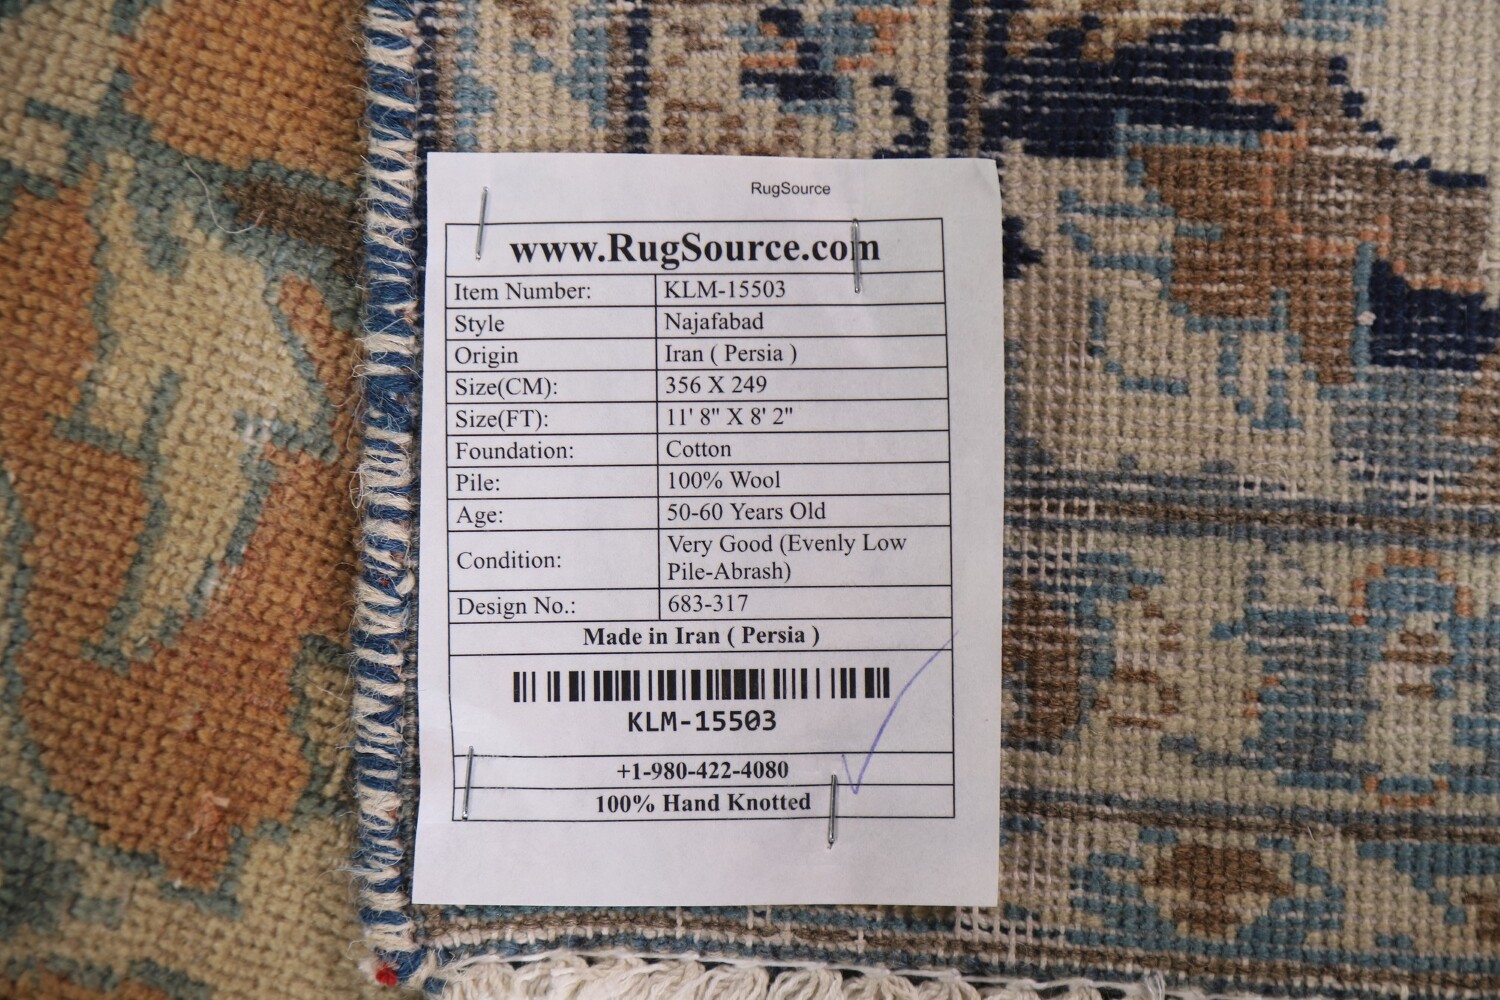 RugSource
www.RugSource.com
Item Number: KLM-15503
Style Najafabad
Origin Iran ( Persia )
Size(CM): 356 X 249
Size(FT): 11' 8" X 8' 2"
Foundation: Cotton
Pile: 100% Wool
Age: 50-60 Years Old
Condition: Very Good (Evenly Low
Pile-Abrash)
Design No.: 683-317
Made in Iran ( Persia )
KLM-15503
+1-980-422-4080
100% Hand Knotted